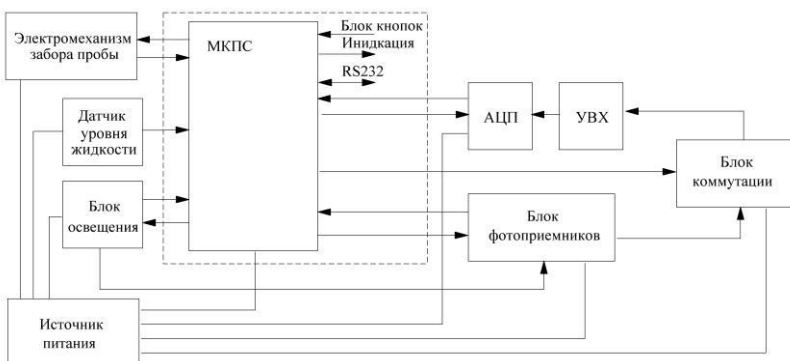 Электромеханизм
забора пробы
МКПС
Блок кнопок
Инидкация
RS232
Датчик
уровня
жидкости
АЦП
УВХ
Блок
коммутации
Блок
освещения
Блок
фотоприемников
Источник
питания